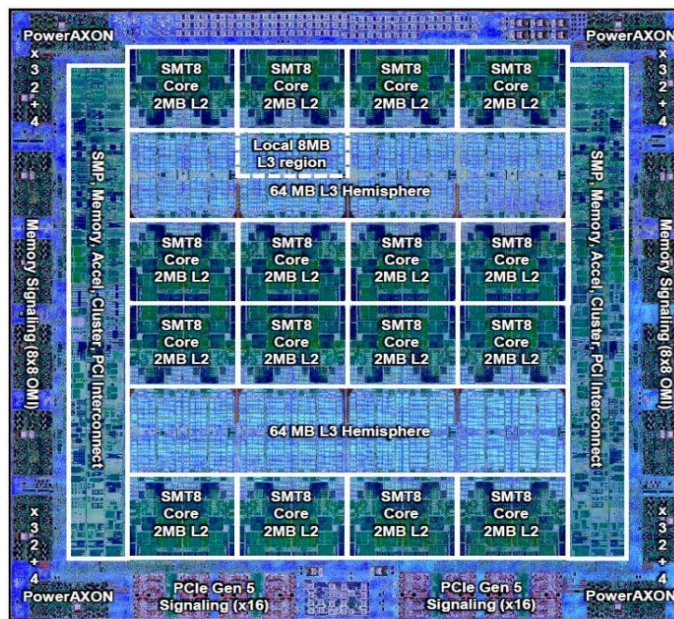 PowerAXON
PowerAXON
x
3
2
+
4
x
3
2
+
4
SMT8
Core
2MB L2
SMT8
Core
2MB L2
SMT8
Core
2MB L2
SMT8
Core
2MB L2
Local 8MB
L3 region
64 MB L3 Hemisphere
SMP, Memory, Accel, Cluster, PCI Interconnect
SMP, Memory, Accel, Cluster, PCI Interconnect
Memory Signaling (8x8 OMI)
Memory Signaling (8x8 OMI)
SMT8
Core
2MB L2
SMT8
Core
2MB L2
SMT8
Core
2MB L2
SMT8
Core
2MB L2
SMT8
Core
2MB L2
SMT8
Core
2MB L2
SMT8
Core
2MB L2
SMT8
Core
2MB L2
64 MB L3 Hemisphere
SMT8
Core
2MB L2
SMT8
Core
2MB L2
SMT8
Core
2MB L2
SMT8
Core
2MB L2
x
3
2
+
4
x
3
2
+
4
PowerAXON
PCIe Gen 5
Signaling (x16)
PCIe Gen 5
Signaling (x16)
PowerAXON